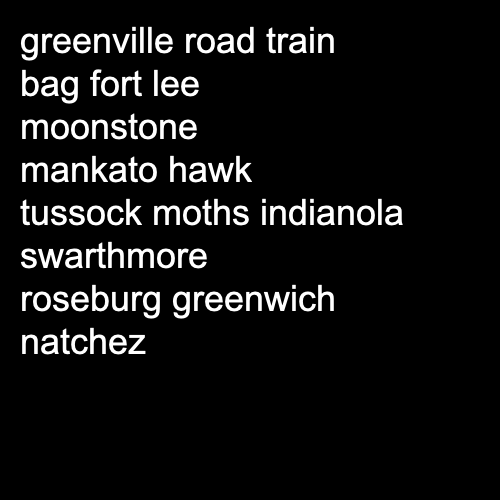 greenville road train
bag fort lee
moonstone
mankato hawk
tussock moths indianola
swarthmore
roseburg greenwich
natchez